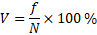 V = f/N × 100 %